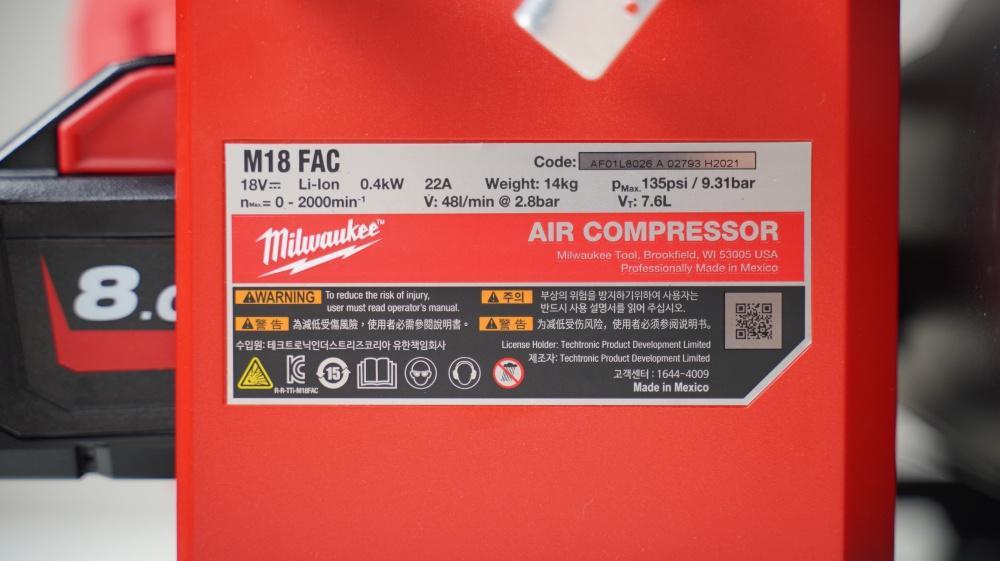 M18 FAC
Code: AF01L8026 A 02793 H2021
18V⎓ Li-Ion 0.4kW 22A Weight: 14kg pMax. 135psi / 9.31bar
nMax.= 0 - 2000min-1 V̇: 48l/min @ 2.8bar VT: 7.6L
Milwaukee™
AIR COMPRESSOR
Milwaukee Tool, Brookfield, WI 53005 USA
Professionally Made in Mexico
WARNING To reduce the risk of injury,
user must read operator's manual.
주의 부상의 위험을 방지하기위하여 사용자는
반드시 사용 설명서를 읽어 주십시오.
警告 為減低受傷風險，使用者必需參閱說明書。
警告 为减低受伤风险，使用者必须参阅说明书。
수입원: 테크트로닉인더스트리즈코리아 유한책임회사
License Holder: Techtronic Product Development Limited
제조자: Techtronic Product Development Limited
15
R-R-TTi-M18FAC
고객센터 : 1644-4009
Made in Mexico
8.0